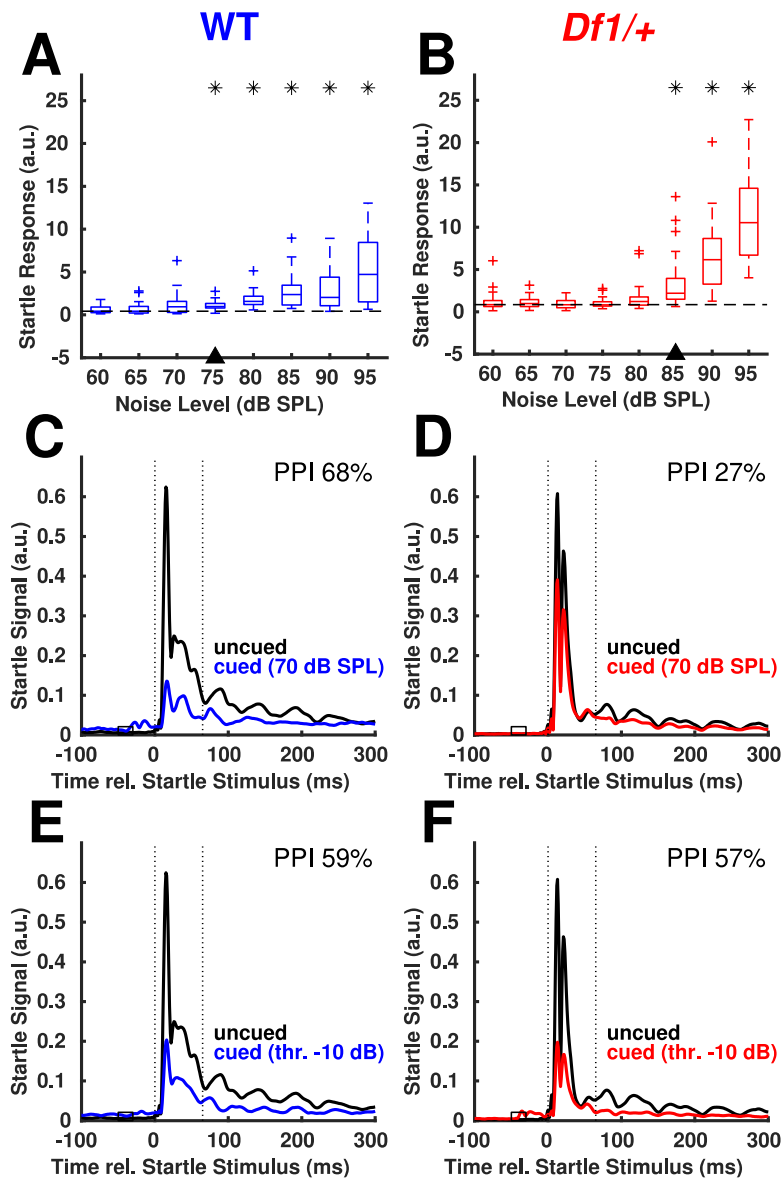 WT
Df1/+
A
B
Startle Response (a.u.)
25
20
15
10
5
0
-5
60 65 70 75 80 85 90 95
Noise Level (dB SPL)
Startle Response (a.u.)
25
20
15
10
5
0
-5
60 65 70 75 80 85 90 95
Noise Level (dB SPL)
C
PPI 68%
Startle Signal (a.u.)
0.6
0.5
0.4
0.3
0.2
0.1
0
uncued
cued (70 dB SPL)
-100 0 100 200 300
Time rel. Startle Stimulus (ms)
D
PPI 27%
Startle Signal (a.u.)
0.6
0.5
0.4
0.3
0.2
0.1
0
uncued
cued (70 dB SPL)
-100 0 100 200 300
Time rel. Startle Stimulus (ms)
E
PPI 59%
Startle Signal (a.u.)
0.6
0.5
0.4
0.3
0.2
0.1
0
uncued
cued (thr. -10 dB)
-100 0 100 200 300
Time rel. Startle Stimulus (ms)
F
PPI 57%
Startle Signal (a.u.)
0.6
0.5
0.4
0.3
0.2
0.1
0
uncued
cued (thr. -10 dB)
-100 0 100 200 300
Time rel. Startle Stimulus (ms)